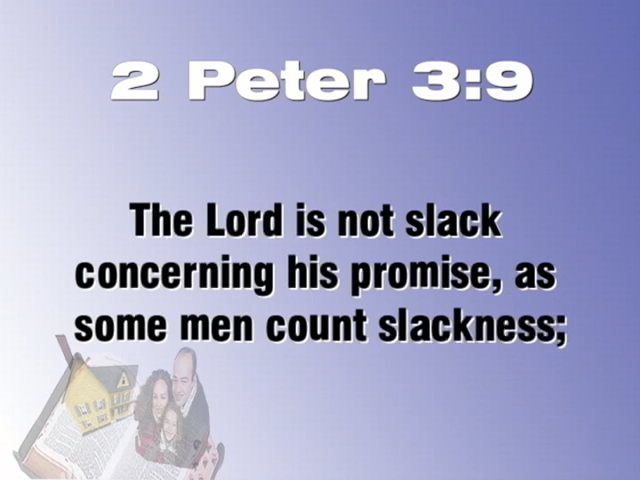 2 Peter 3:9
The Lord is not slack
concerning his promise, as
some men count slackness;